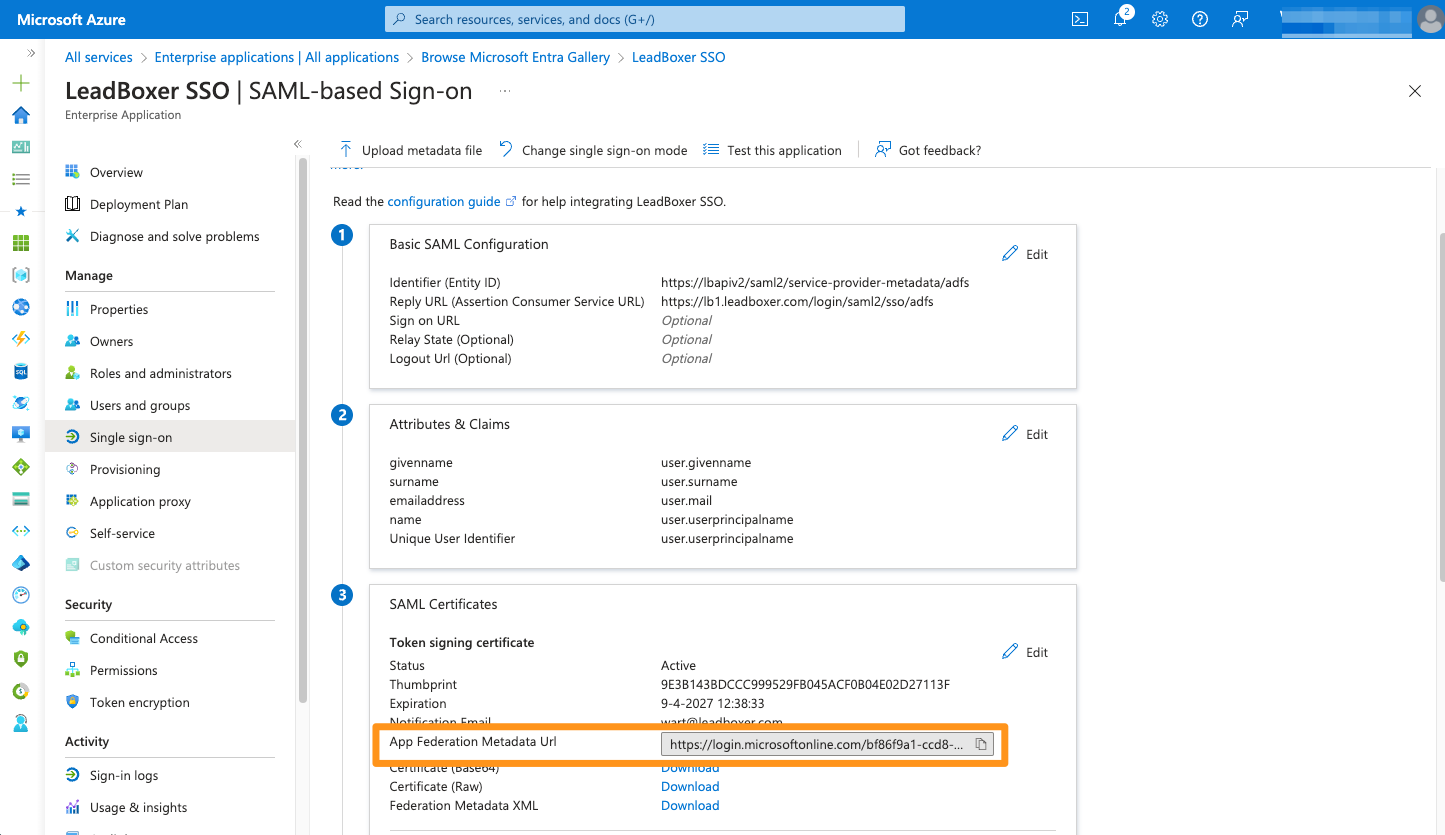 Microsoft Azure
Search resources, services, and docs (G+/)
2
All services > Enterprise applications | All applications > Browse Microsoft Entra Gallery > LeadBoxer SSO
LeadBoxer SSO | SAML-based Sign-on ...
Enterprise Application
Overview
Deployment Plan
Diagnose and solve problems
Manage
Properties
Owners
Roles and administrators
Users and groups
Single sign-on
Provisioning
Application proxy
Self-service
Custom security attributes
Security
Conditional Access
Permissions
Token encryption
Activity
Sign-in logs
Usage & insights
Upload metadata file Change single sign-on mode Test this application Got feedback?
more.
Read the configuration guide for help integrating LeadBoxer SSO.
1
Basic SAML Configuration
Edit
Identifier (Entity ID) https://lbapiv2/saml2/service-provider-metadata/adfs
Reply URL (Assertion Consumer Service URL) https://lb1.leadboxer.com/login/saml2/sso/adfs
Sign on URL Optional
Relay State (Optional) Optional
Logout Url (Optional) Optional
2
Attributes & Claims
Edit
givenname user.givenname
surname user.surname
emailaddress user.mail
name user.userprincipalname
Unique User Identifier user.userprincipalname
3
SAML Certificates
Token signing certificate
Edit
Status Active
Thumbprint 9E3B143BDCCC999529FB045ACF0B04E02D27113F
Expiration 9-4-2027 12:38:33
Notification Email wart@leadboxer.com
App Federation Metadata Url https://login.microsoftonline.com/bf86f9a1-ccd8-...
Certificate (Base64) Download
Certificate (Raw) Download
Federation Metadata XML Download